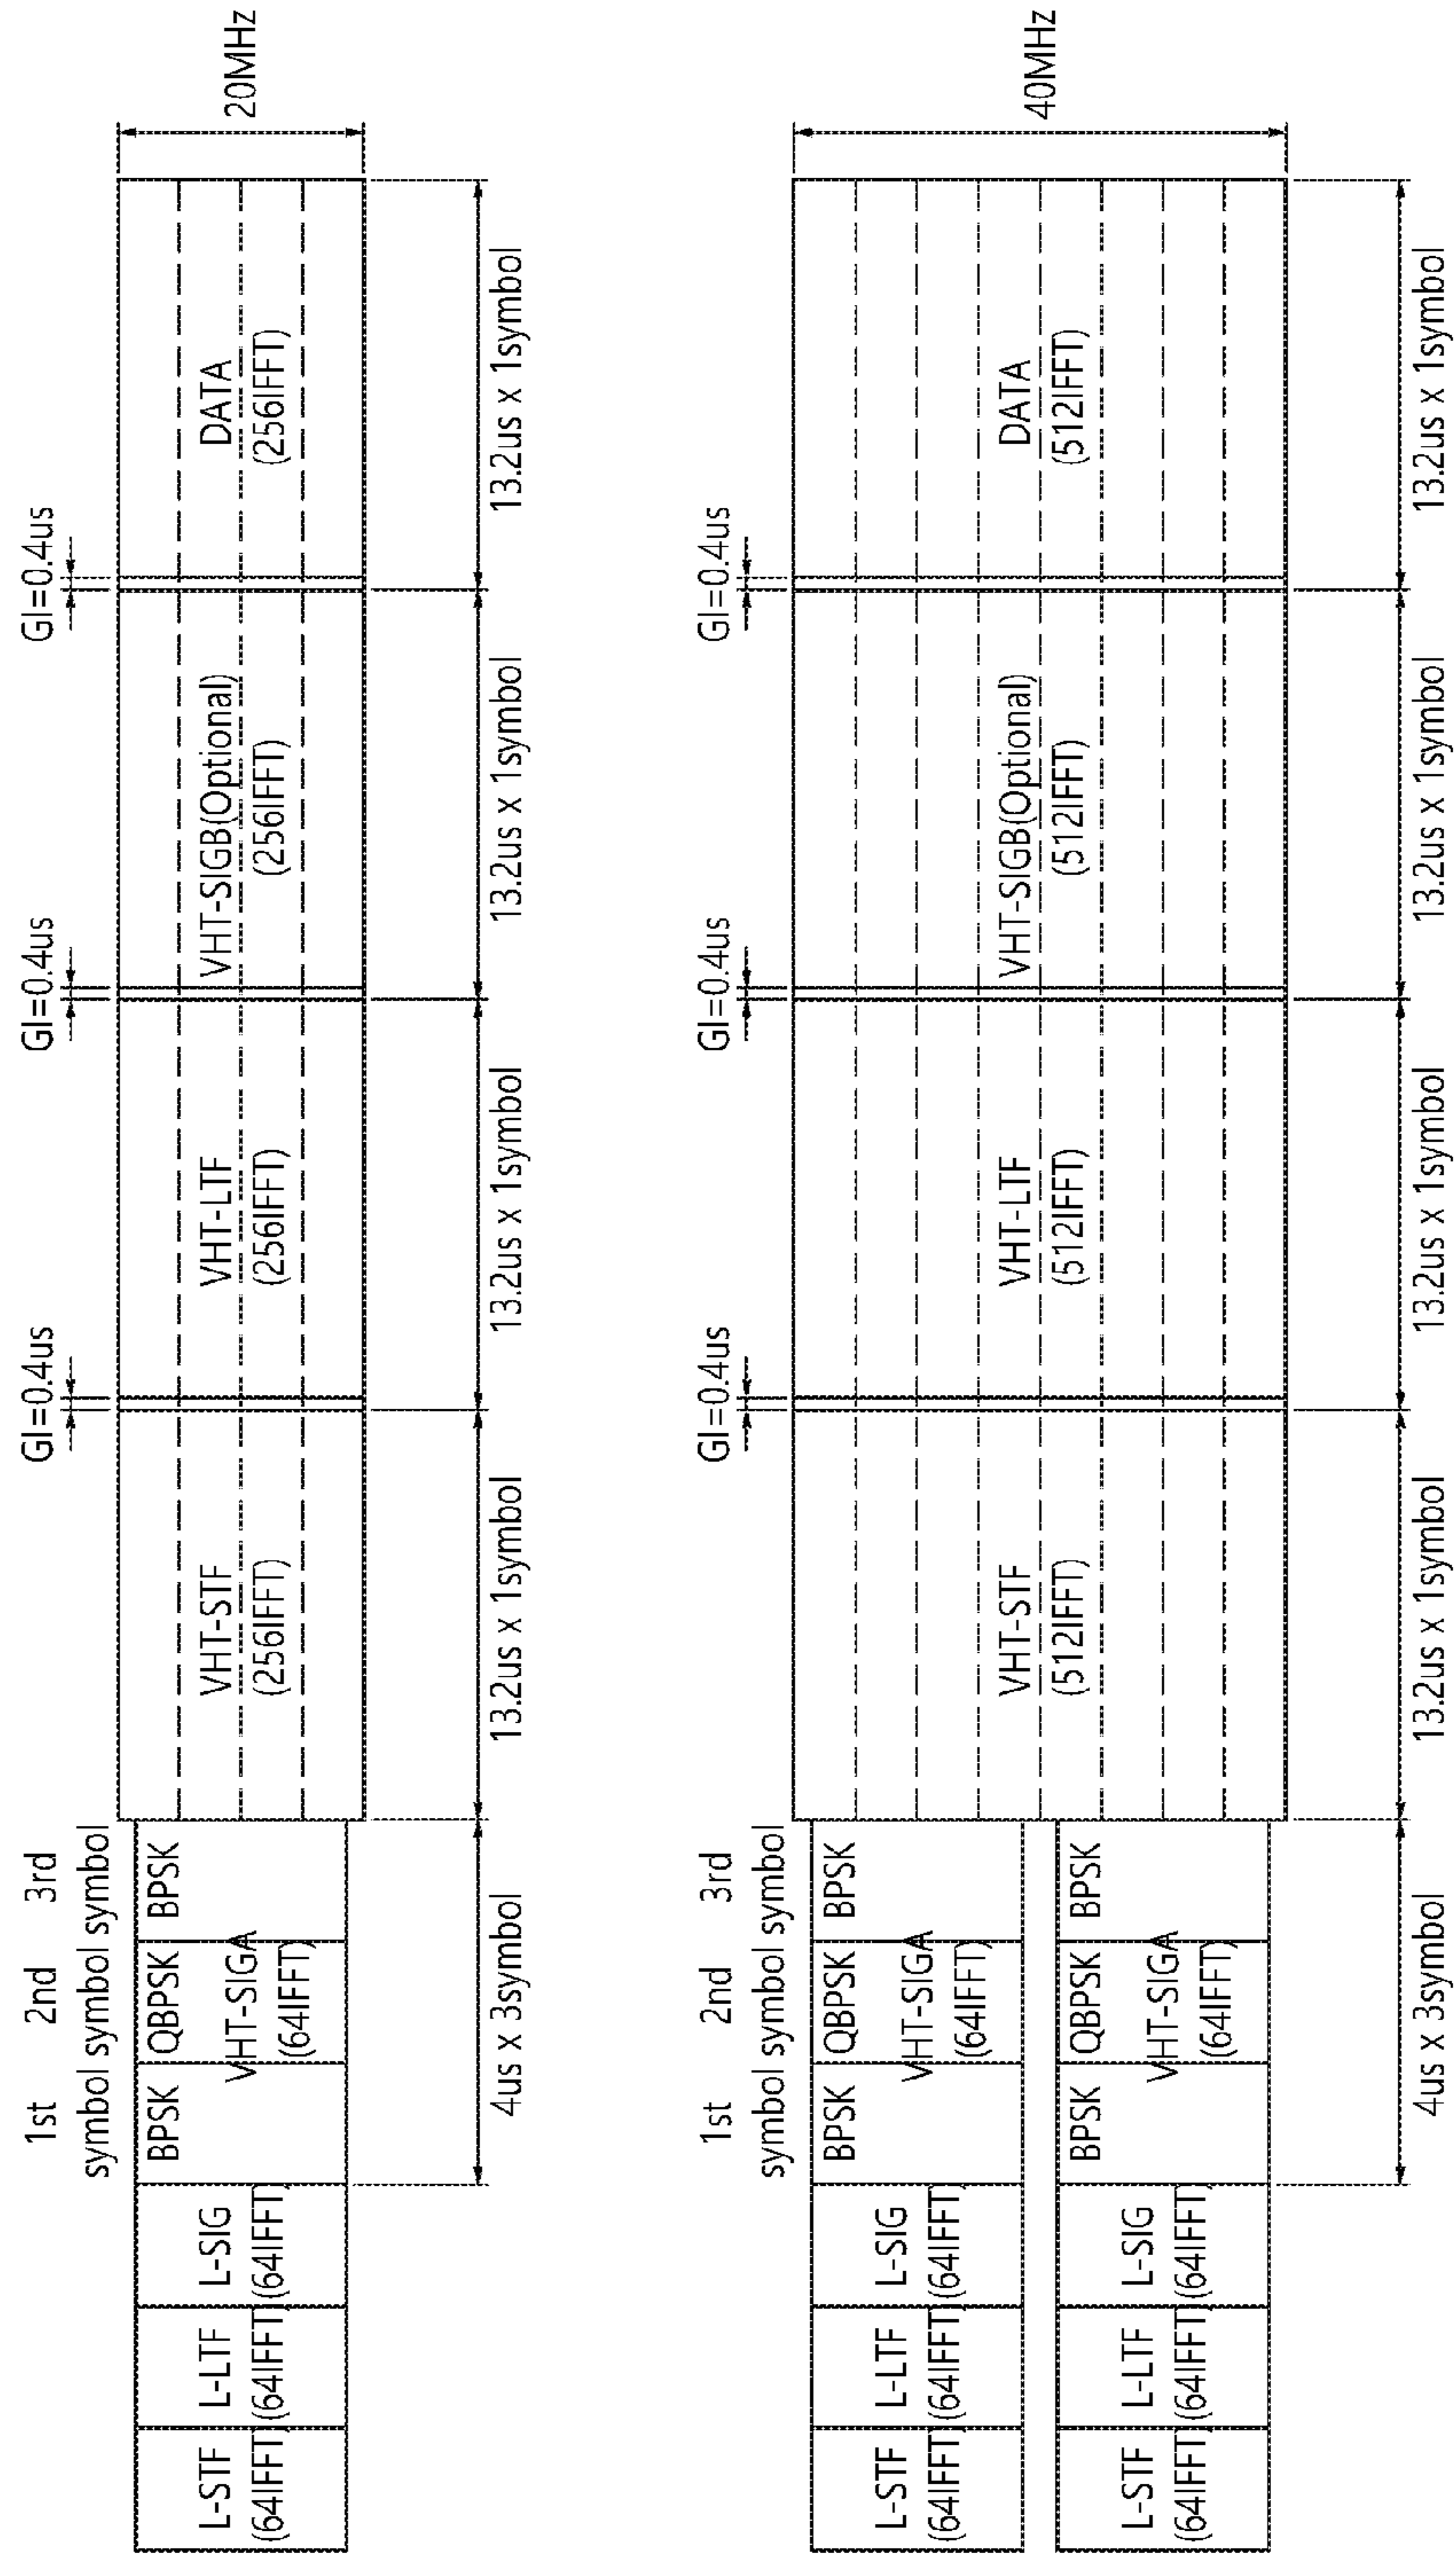 1st 2nd 3rd
symbol symbol symbol
GI=0.4us GI=0.4us GI=0.4us
L-STF
(64IFFT)
L-LTF
(64IFFT)
L-SIG
(64IFFT)
BPSK QBPSK BPSK
VHT-SIGA
(64IFFT)
VHT-STF
(256IFFT)
VHT-LTF
(256IFFT)
VHT-SIGB(Optional)
(256IFFT)
DATA
(256IFFT)
20MHz
4us x 3symbol
13.2us x 1symbol
13.2us x 1symbol
13.2us x 1symbol
13.2us x 1symbol
1st 2nd 3rd
symbol symbol symbol
GI=0.4us GI=0.4us GI=0.4us
L-STF
(64IFFT)
L-LTF
(64IFFT)
L-SIG
(64IFFT)
BPSK QBPSK BPSK
VHT-SIGA
(64IFFT)
L-STF
(64IFFT)
L-LTF
(64IFFT)
L-SIG
(64IFFT)
BPSK QBPSK BPSK
VHT-SIGA
(64IFFT)
VHT-STF
(512IFFT)
VHT-LTF
(512IFFT)
VHT-SIGB(Optional)
(512IFFT)
DATA
(512IFFT)
40MHz
4us x 3symbol
13.2us x 1symbol
13.2us x 1symbol
13.2us x 1symbol
13.2us x 1symbol